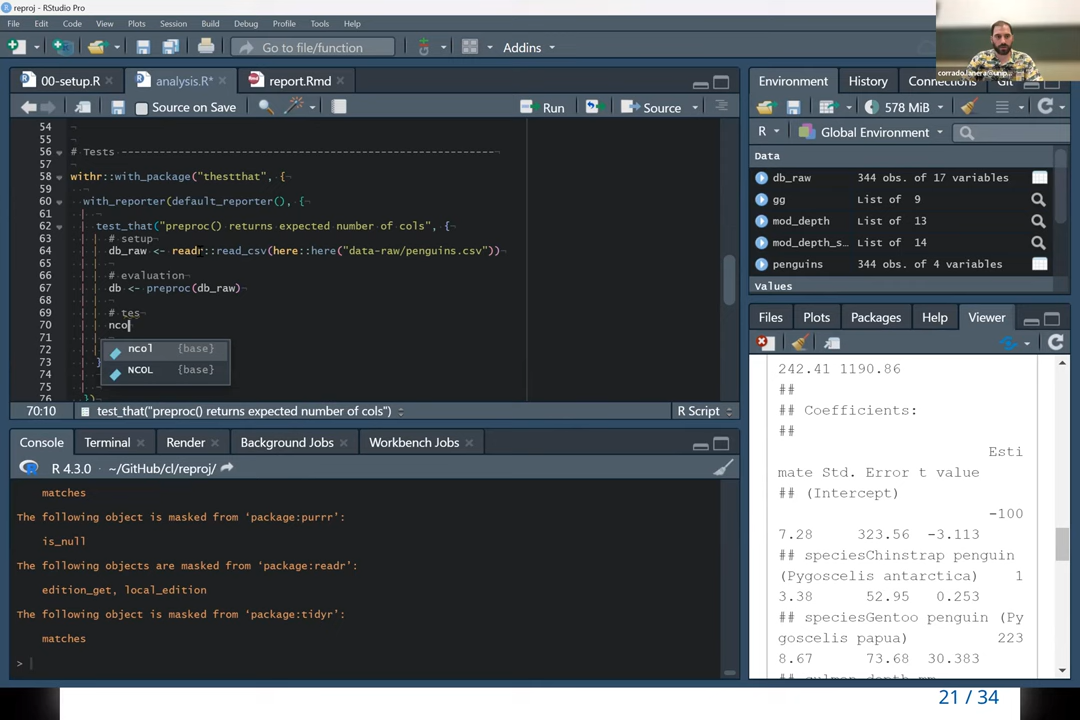 reproj - RStudio Pro
File Edit Code View Plots Session Build Debug Profile Tools Help
Go to file/function Addins
corrado.lanera@unip...
00-setup.R analysis.R* report.Rmd
Source on Save Run Source
54
55
56 # Tests
57
58 withr::with_package("thestthat", {
59
60 with_reporter(default_reporter(), {
61
62 test_that("preproc() returns expected number of cols", {
63 # setup
64 db_raw <- readr::read_csv(here::here("data-raw/penguins.csv"))
65
66 # evaluation
67 db <- preproc(db_raw)
68
69 # tes
70 nco
71
72 ncol {base}
73 }
74 NCOL {base}
75
76 })
70:10 test_that("preproc() returns expected number of cols") R Script
Console Terminal Render Background Jobs Workbench Jobs
R 4.3.0 · ~/GitHub/cl/reproj/
matches
The following object is masked from ‘package:purrr’:
is_null
The following objects are masked from ‘package:readr’:
edition_get, local_edition
The following object is masked from ‘package:tidyr’:
matches
>
Environment History Connections Git
578 MiB
R Global Environment
Data
db_raw 344 obs. of 17 variables
gg List of 9
mod_depth List of 13
mod_depth_s… List of 14
penguins 344 obs. of 4 variables
Values
Files Plots Packages Help Viewer
242.41 1190.86
##
## Coefficients:
##
Esti
mate Std. Error t value
## (Intercept)
-100
7.28 323.56 -3.113
## speciesChinstrap penguin
(Pygoscelis antarctica) 1
3.38 52.95 0.253
## speciesGentoo penguin (Py
goscelis papua) 223
8.67 73.68 30.383
21 / 34